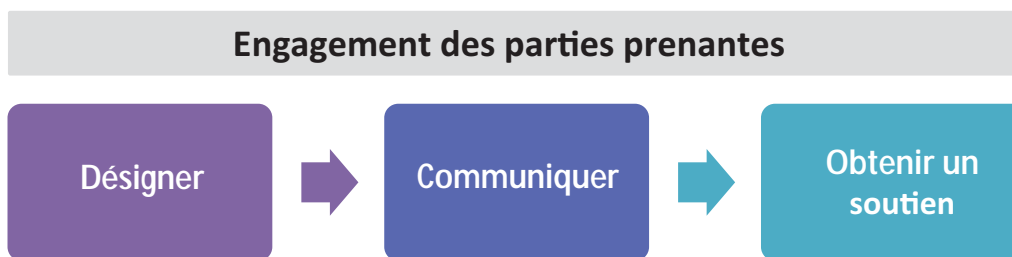 Engagement des parties prenantes
Désigner
Communiquer
Obtenir un
soutien